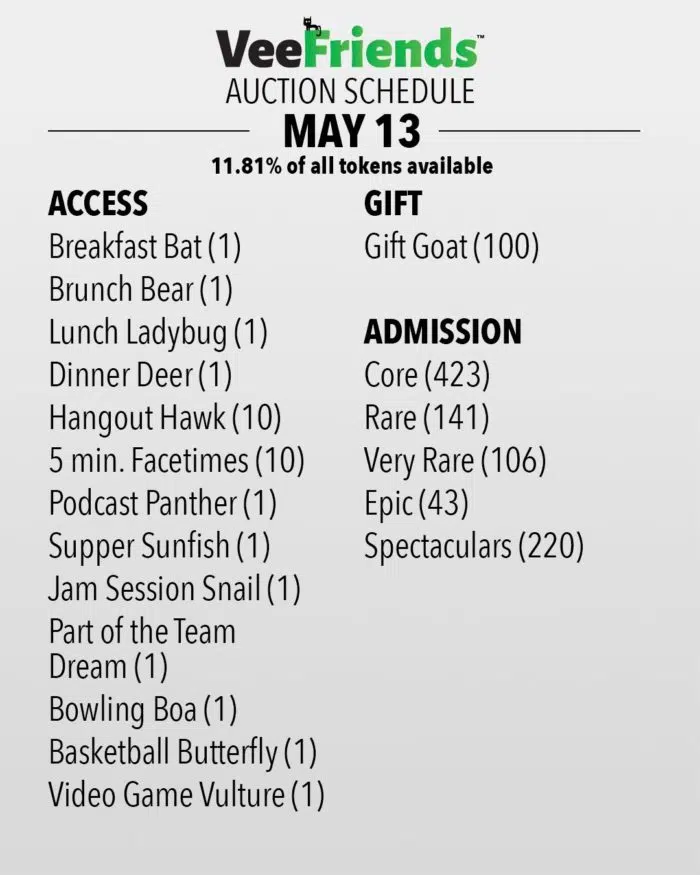 VeeFriends™
AUCTION SCHEDULE
MAY 13
11.81% of all tokens available
ACCESS
Breakfast Bat (1)
Brunch Bear (1)
Lunch Ladybug (1)
Dinner Deer (1)
Hangout Hawk (10)
5 min. Facetimes (10)
Podcast Panther (1)
Supper Sunfish (1)
Jam Session Snail (1)
Part of the Team
Dream (1)
Bowling Boa (1)
Basketball Butterfly (1)
Video Game Vulture (1)
GIFT
Gift Goat (100)
ADMISSION
Core (423)
Rare (141)
Very Rare (106)
Epic (43)
Spectaculars (220)